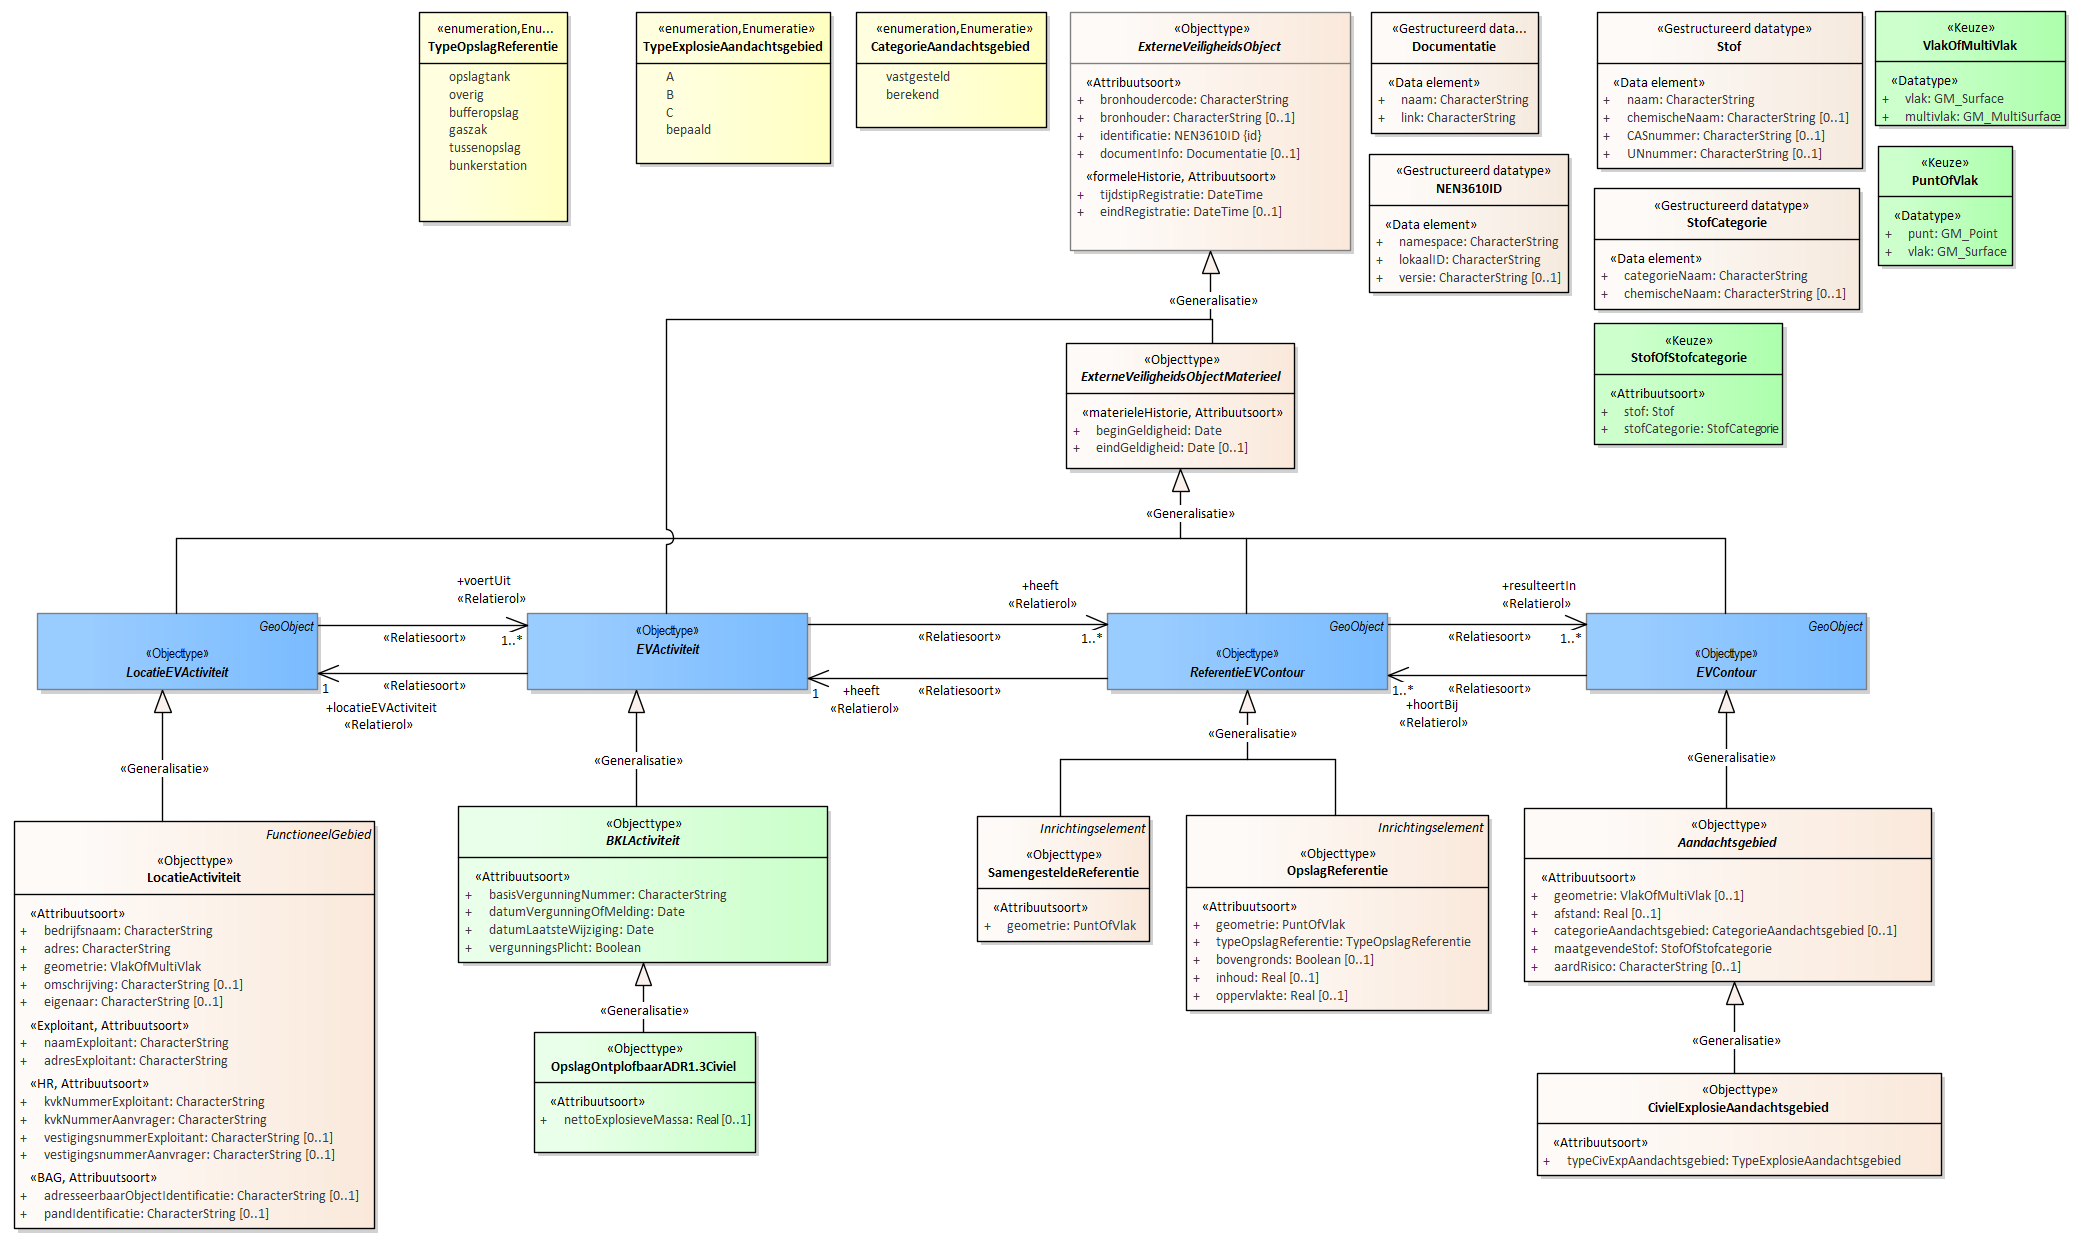 «enumeration,Enu...
TypeOpslagReferentie
opslagtank
overig
bufferopslag
gaszak
tussenopslag
bunkerstation
«enumeration,Enumeratie»
TypeExplosieAandachtsgebied
A
B
C
bepaald
«enumeration,Enumeratie»
CategorieAandachtsgebied
vastgesteld
berekend
«Objecttype»
ExterneVeiligheidsObject
«Attribuutsoort»
+ bronhoudercode: CharacterString
+ bronhouder: CharacterString [0..1]
+ identificatie: NEN3610ID {id}
+ documentInfo: Documentatie [0..1]
«formeleHistorie, Attribuutsoort»
+ tijdstipRegistratie: DateTime
+ eindRegistratie: DateTime [0..1]
«Gestructureerd data...
Documentatie
«Data element»
+ naam: CharacterString
+ link: CharacterString
«Gestructureerd datatype»
NEN3610ID
«Data element»
+ namespace: CharacterString
+ lokaalID: CharacterString
+ versie: CharacterString [0..1]
«Gestructureerd datatype»
Stof
«Data element»
+ naam: CharacterString
+ chemischeNaam: CharacterString [0..1]
+ CASnummer: CharacterString [0..1]
+ UNnummer: CharacterString [0..1]
«Gestructureerd datatype»
StofCategorie
«Data element»
+ categorieNaam: CharacterString
+ chemischeNaam: CharacterString [0..1]
«Keuze»
StofOfStofcategorie
«Attribuutsoort»
+ stof: Stof
+ stofCategorie: StofCategorie
«Keuze»
VlakOfMultiVlak
«Datatype»
+ vlak: GM_Surface
+ multivlak: GM_MultiSurface
«Keuze»
PuntOfVlak
«Datatype»
+ punt: GM_Point
+ vlak: GM_Surface
«Generalisatie»
«Objecttype»
ExterneVeiligheidsObjectMaterieel
«materieleHistorie, Attribuutsoort»
+ beginGeldigheid: Date
+ eindGeldigheid: Date [0..1]
«Generalisatie»
GeoObject
«Objecttype»
LocatieEVActiviteit
+voertUit
«Relatierol»
«Relatiesoort»
1..*
«Relatiesoort»
1
+locatieEVActiviteit
«Relatierol»
«Objecttype»
EVActiviteit
+heeft
«Relatierol»
«Relatiesoort»
1..*
«Relatiesoort»
1
+heeft
«Relatierol»
GeoObject
«Objecttype»
ReferentieEVContour
+resulteertIn
«Relatierol»
«Relatiesoort»
1..*
«Relatiesoort»
1..*
+hoortBij
«Relatierol»
GeoObject
«Objecttype»
EVContour
«Generalisatie»
«Generalisatie»
«Generalisatie»
«Generalisatie»
FunctioneelGebied
«Objecttype»
LocatieActiviteit
«Attribuutsoort»
+ bedrijfsnaam: CharacterString
+ adres: CharacterString
+ geometrie: VlakOfMultiVlak
+ omschrijving: CharacterString [0..1]
+ eigenaar: CharacterString [0..1]
«Exploitant, Attribuutsoort»
+ naamExploitant: CharacterString
+ adresExploitant: CharacterString
«HR, Attribuutsoort»
+ kvkNummerExploitant: CharacterString
+ kvkNummerAanvrager: CharacterString
+ vestigingsnummerExploitant: CharacterString [0..1]
+ vestigingsnummerAanvrager: CharacterString [0..1]
«BAG, Attribuutsoort»
+ adresseerbaarObjectIdentificatie: CharacterString [0..1]
+ pandIdentificatie: CharacterString [0..1]
«Objecttype»
BKLActiviteit
«Attribuutsoort»
+ basisVergunningNummer: CharacterString
+ datumVergunningOfMelding: Date
+ datumLaatsteWijziging: Date
+ vergunningsPlicht: Boolean
«Generalisatie»
«Objecttype»
OpslagOntplofbaarADR1.3Civiel
«Attribuutsoort»
+ nettoExplosieveMassa: Real [0..1]
Inrichtingselement
«Objecttype»
SamengesteldeReferentie
«Attribuutsoort»
+ geometrie: PuntOfVlak
Inrichtingselement
«Objecttype»
OpslagReferentie
«Attribuutsoort»
+ geometrie: PuntOfVlak
+ typeOpslagReferentie: TypeOpslagReferentie
+ bovengronds: Boolean [0..1]
+ inhoud: Real [0..1]
+ oppervlakte: Real [0..1]
«Objecttype»
Aandachtsgebied
«Attribuutsoort»
+ geometrie: VlakOfMultiVlak [0..1]
+ afstand: Real [0..1]
+ categorieAandachtsgebied: CategorieAandachtsgebied [0..1]
+ maatgevendeStof: StofOfStofcategorie
+ aardRisico: CharacterString [0..1]
«Generalisatie»
«Objecttype»
CivielExplosieAandachtsgebied
«Attribuutsoort»
+ typeCivExpAandachtsgebied: TypeExplosieAandachtsgebied